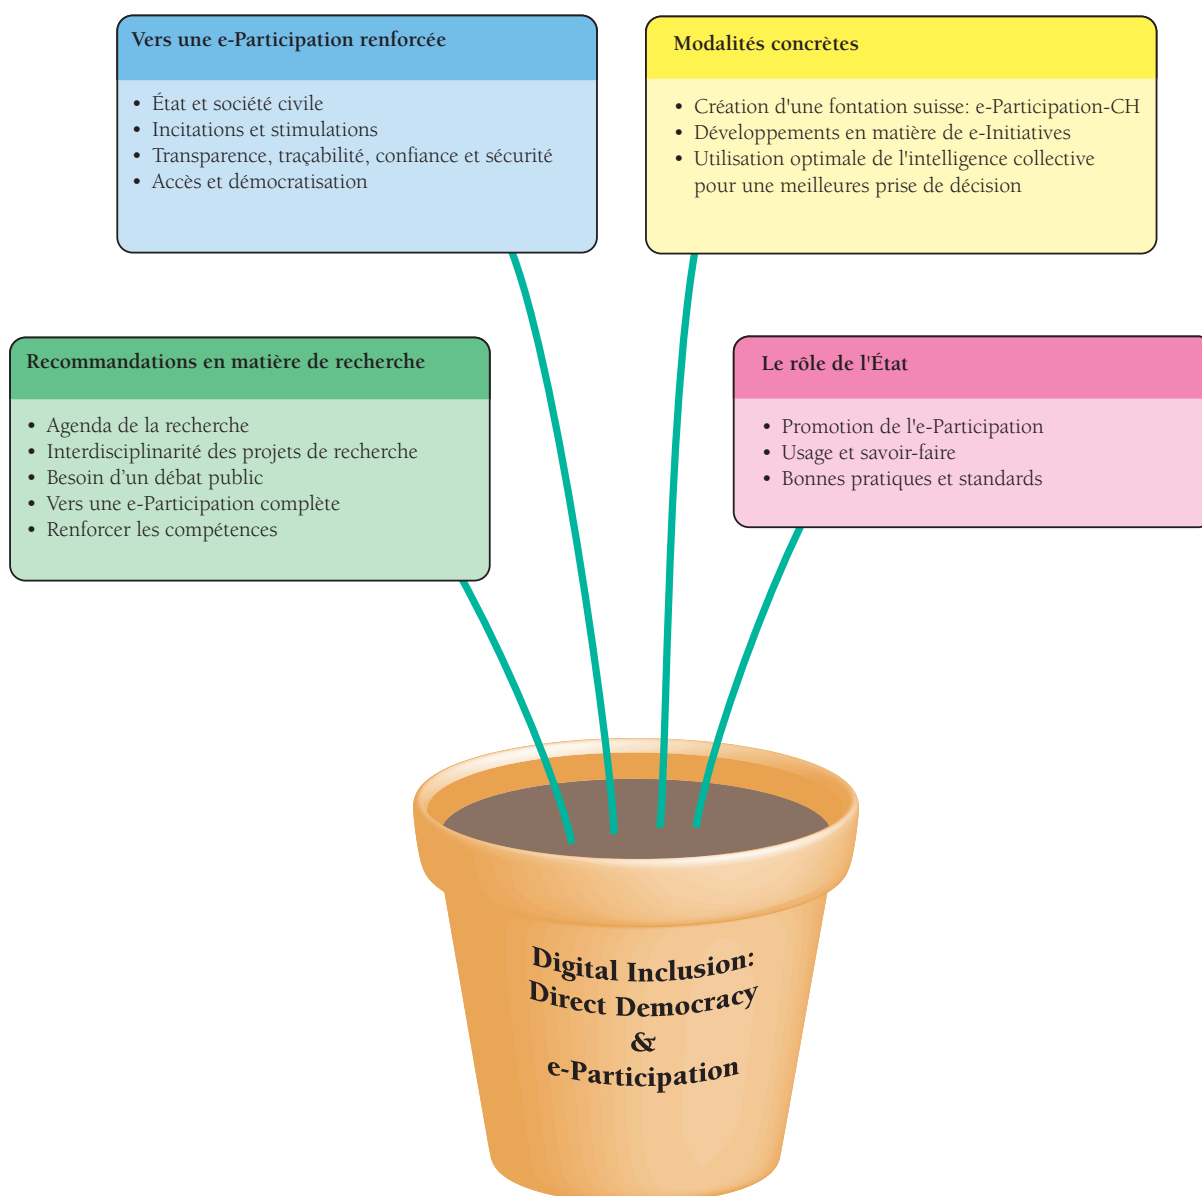 Vers une e-Participation renforcée
• État et société civile
• Incitations et stimulations
• Transparence, traçabilité, confiance et sécurité
• Accès et démocratisation
Modalités concrètes
• Création d'une fontation suisse: e-Participation-CH
• Développements en matière de e-Initiatives
• Utilisation optimale de l'intelligence collective
pour une meilleures prise de décision
Recommandations en matière de recherche
• Agenda de la recherche
• Interdisciplinarité des projets de recherche
• Besoin d’un débat public
• Vers une e-Participation complète
• Renforcer les compétences
Le rôle de l'État
• Promotion de l'e-Participation
• Usage et savoir-faire
• Bonnes pratiques et standards
Digital Inclusion:
Direct Democracy
&
e-Participation